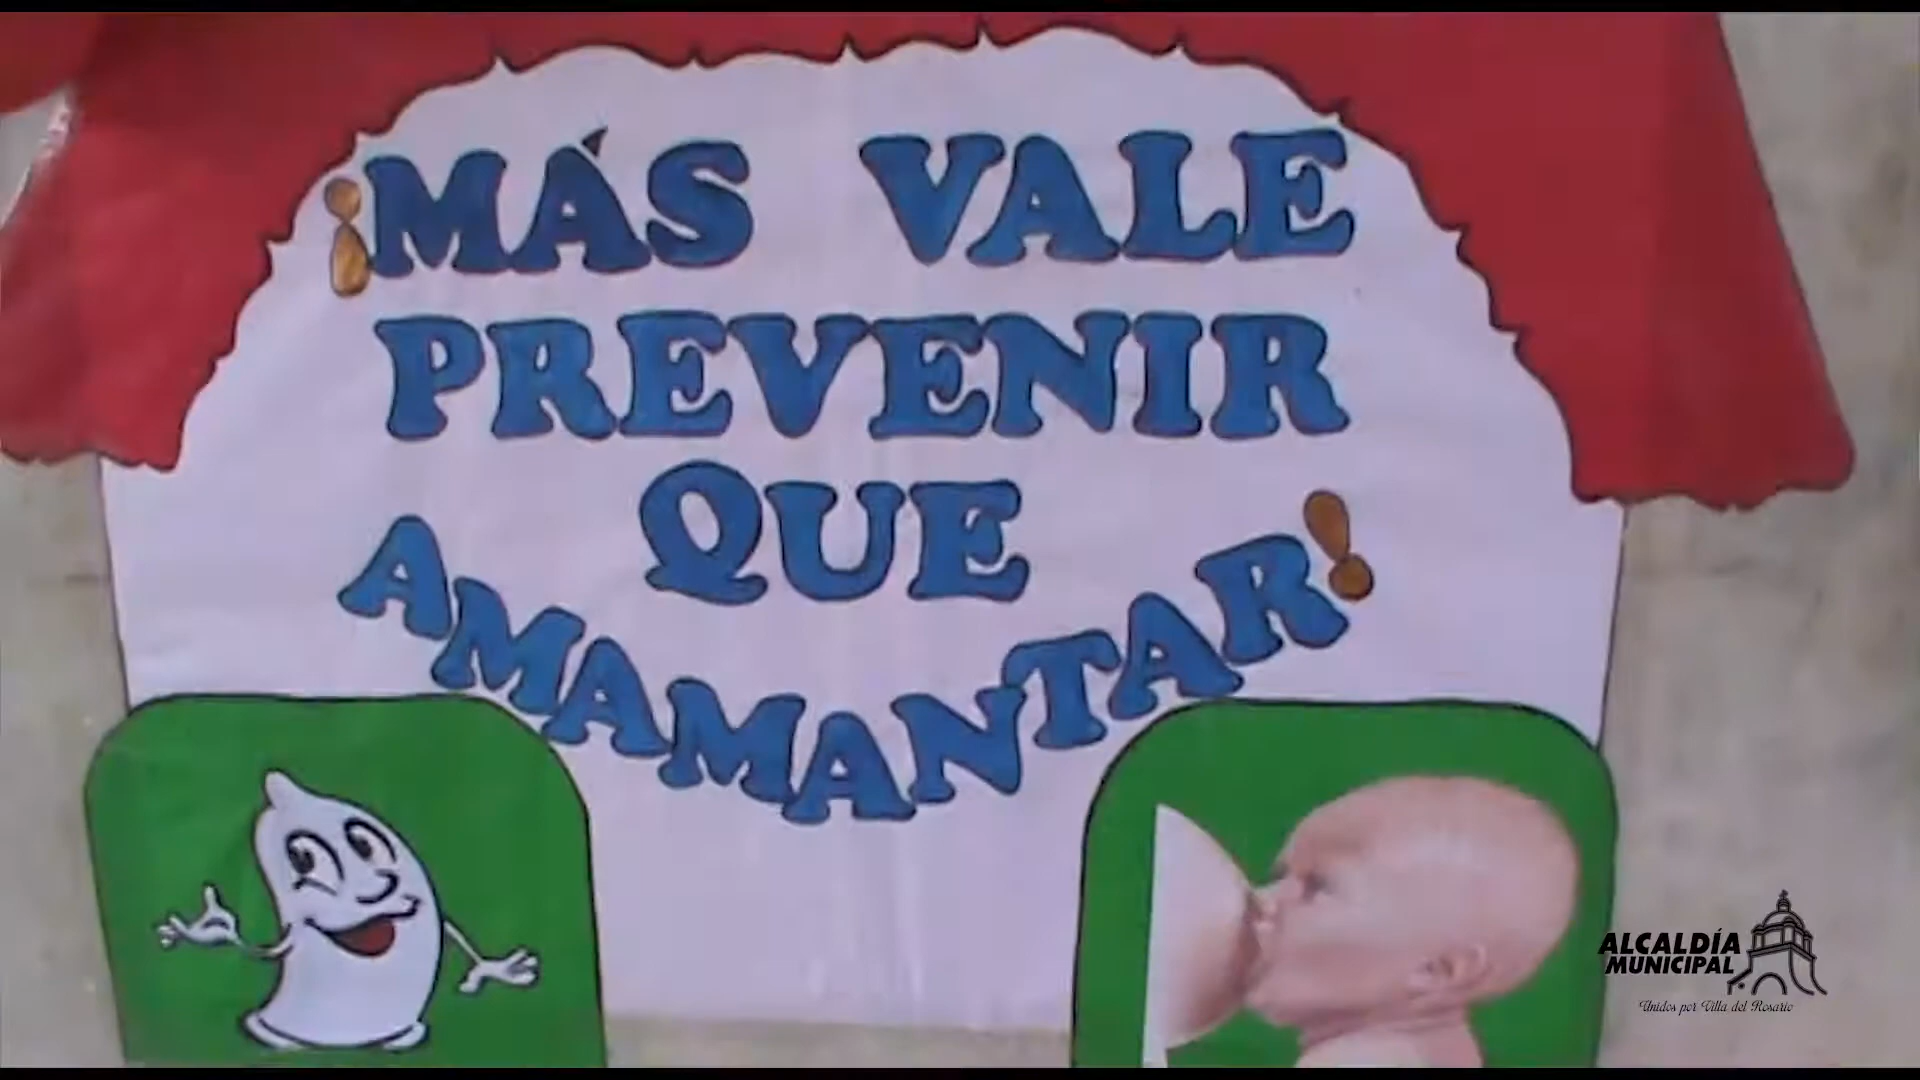 ¡MÁS VALE
PREVENIR
QUE
AMAMANTAR!
ALCALDÍA
MUNICIPAL
Unidos por Villa del Rosario